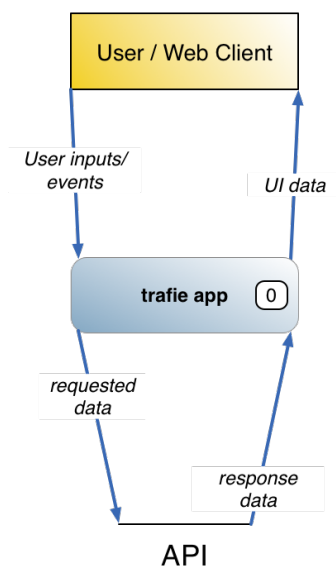 User / Web Client
User inputs/
events
UI data
trafie app
0
requested
data
response
data
API